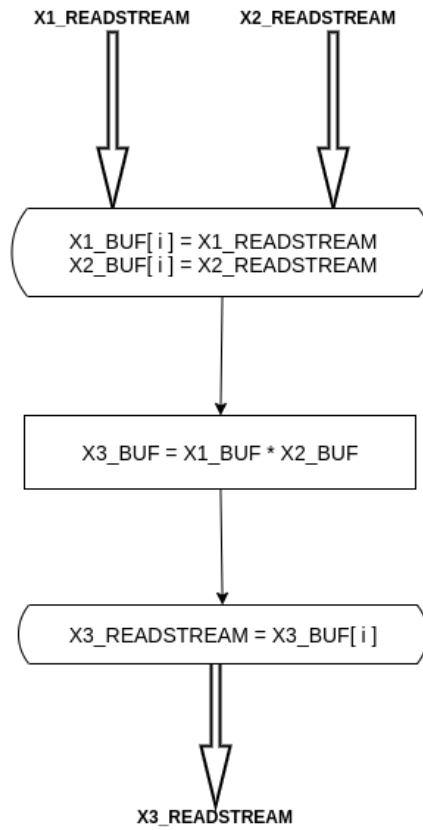 X1_READSTREAM X2_READSTREAM
X1_BUF[ i ] = X1_READSTREAM
X2_BUF[ i ] = X2_READSTREAM
X3_BUF = X1_BUF * X2_BUF
X3_READSTREAM = X3_BUF[ i ]
X3_READSTREAM